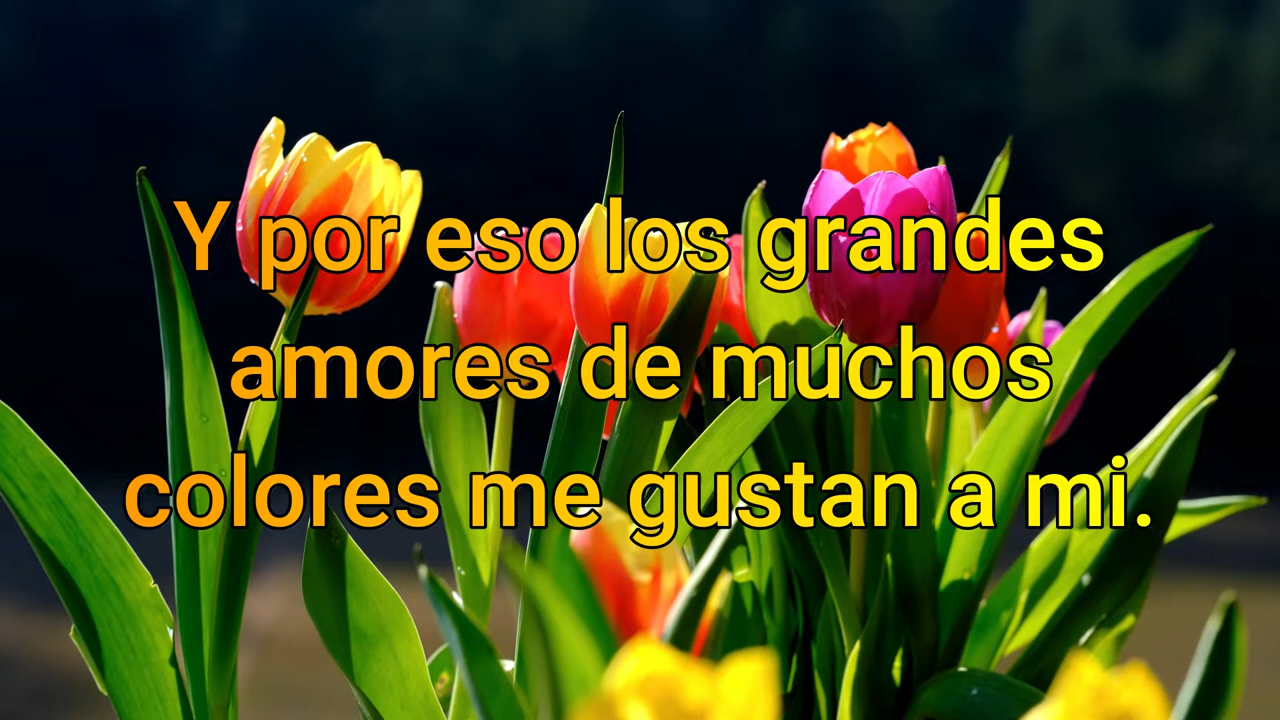 Y por eso los grandes
amores de muchos
colores me gustan a mi.